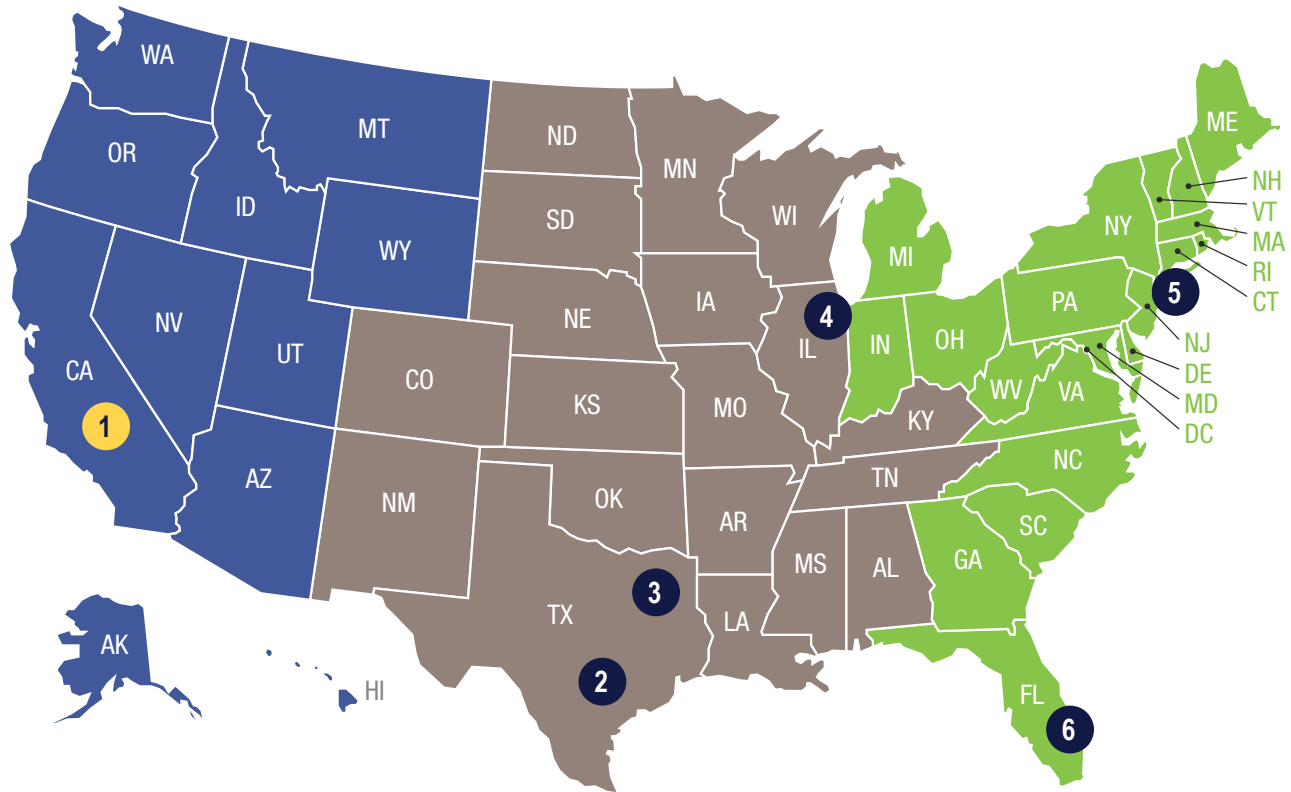 WA
MT
ND
MN
OR
ID
SD
WI
ME
NH
VT
MA
RI
CT
NY
MI
WY
NV
UT
CA
1
CO
NE
IA
4
IL
IN
OH
PA
5
NJ
DE
MD
DC
WV
VA
KS
MO
KY
AZ
NM
OK
AR
TN
NC
SC
3
TX
2
LA
MS
AL
GA
FL
6
AK
HI